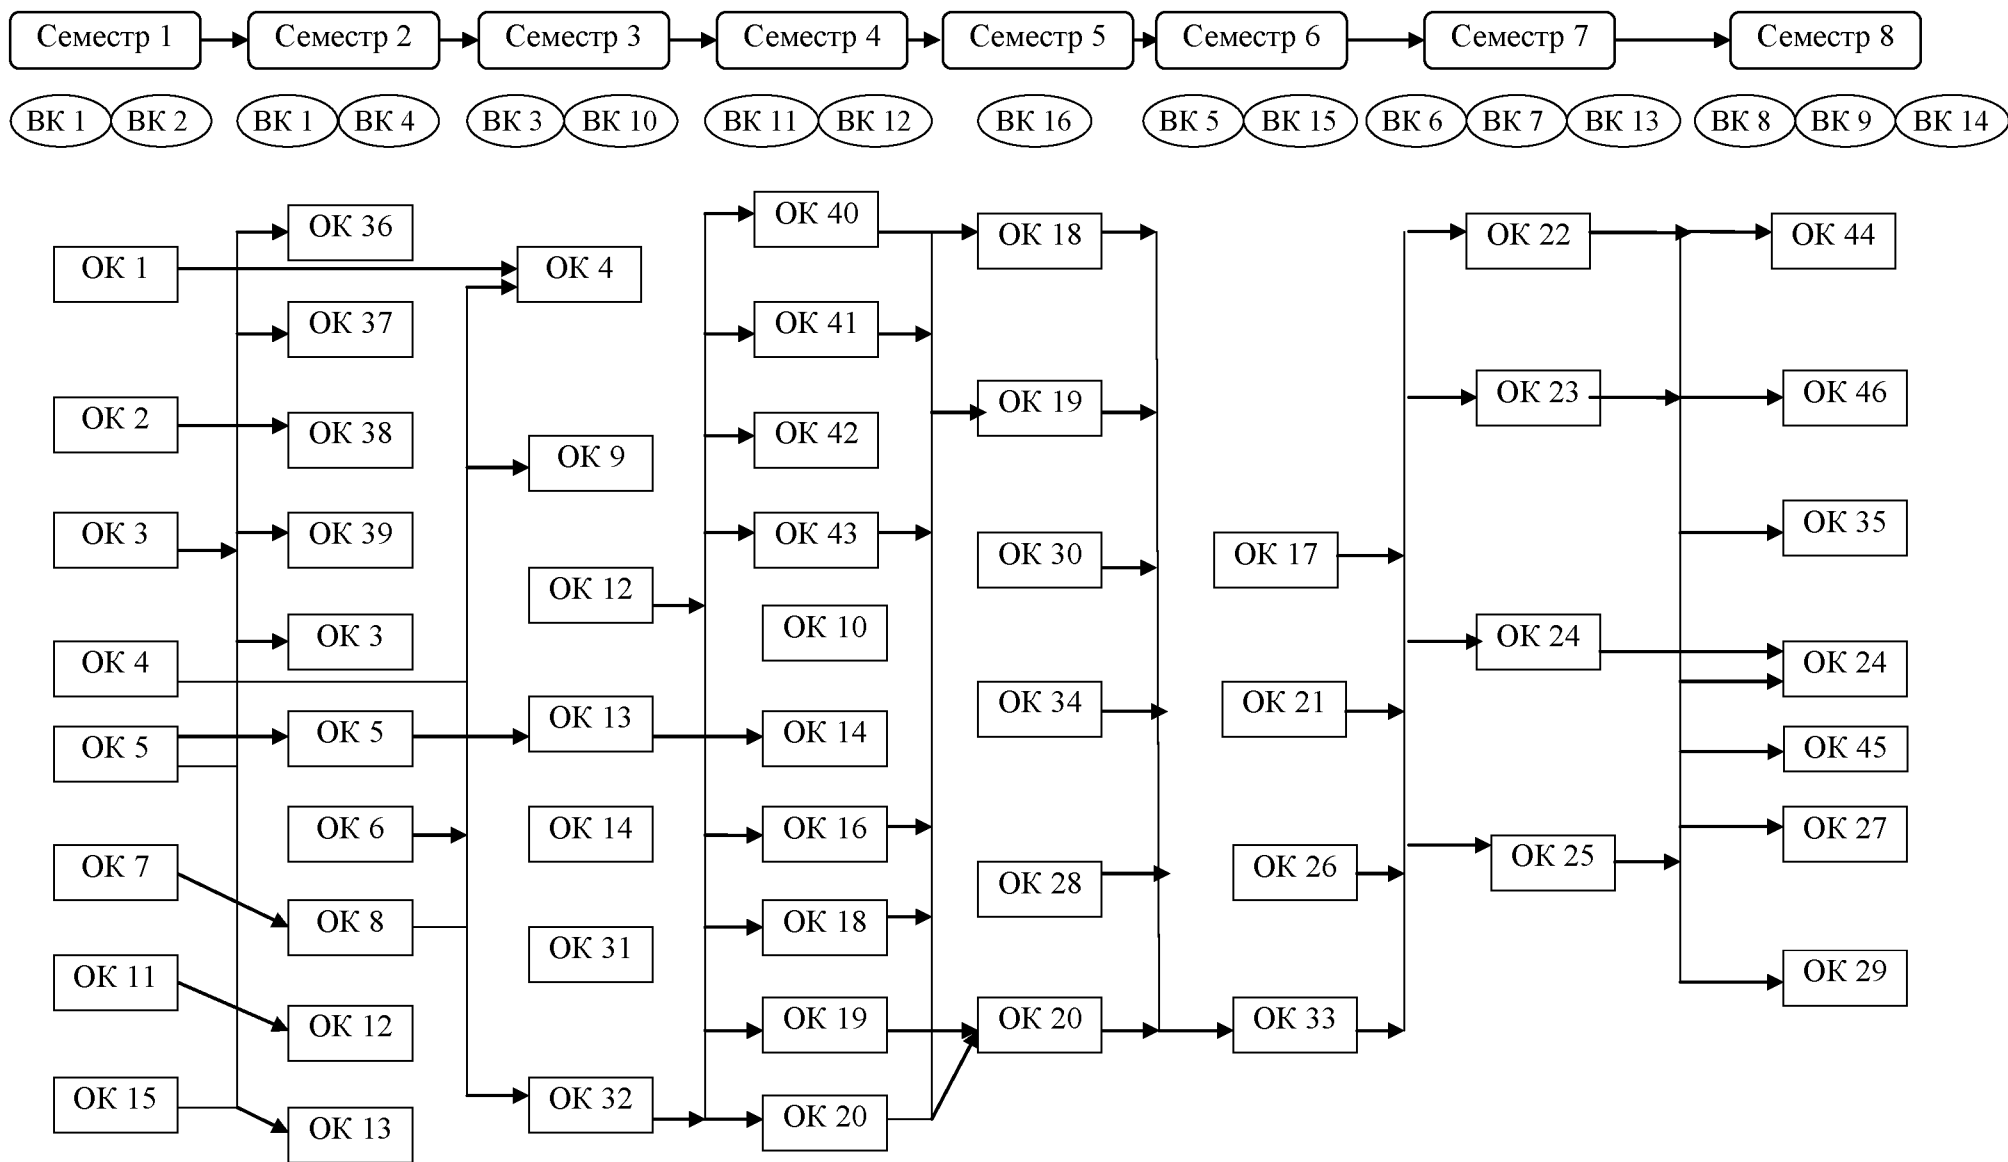 Семестр 1 Семестр 2 Семестр 3 Семестр 4 Семестр 5 Семестр 6 Семестр 7 Семестр 8
ВК 1 ВК 2 ВК 1 ВК 4 ВК 3 ВК 10 ВК 11 ВК 12 ВК 16 ВК 5 ВК 15 ВК 6 ВК 7 ВК 13 ВК 8 ВК 9 ВК 14
ОК 1
ОК 2
ОК 3
ОК 4
ОК 5
ОК 7
ОК 11
ОК 15
ОК 36
ОК 37
ОК 38
ОК 39
ОК 3
ОК 5
ОК 6
ОК 8
ОК 12
ОК 13
ОК 4
ОК 9
ОК 12
ОК 13
ОК 14
ОК 31
ОК 32
ОК 40
ОК 41
ОК 42
ОК 43
ОК 10
ОК 14
ОК 16
ОК 18
ОК 19
ОК 20
ОК 18
ОК 19
ОК 30
ОК 34
ОК 28
ОК 20
ОК 17
ОК 21
ОК 26
ОК 33
ОК 22
ОК 23
ОК 24
ОК 25
ОК 44
ОК 46
ОК 35
ОК 24
ОК 45
ОК 27
ОК 29